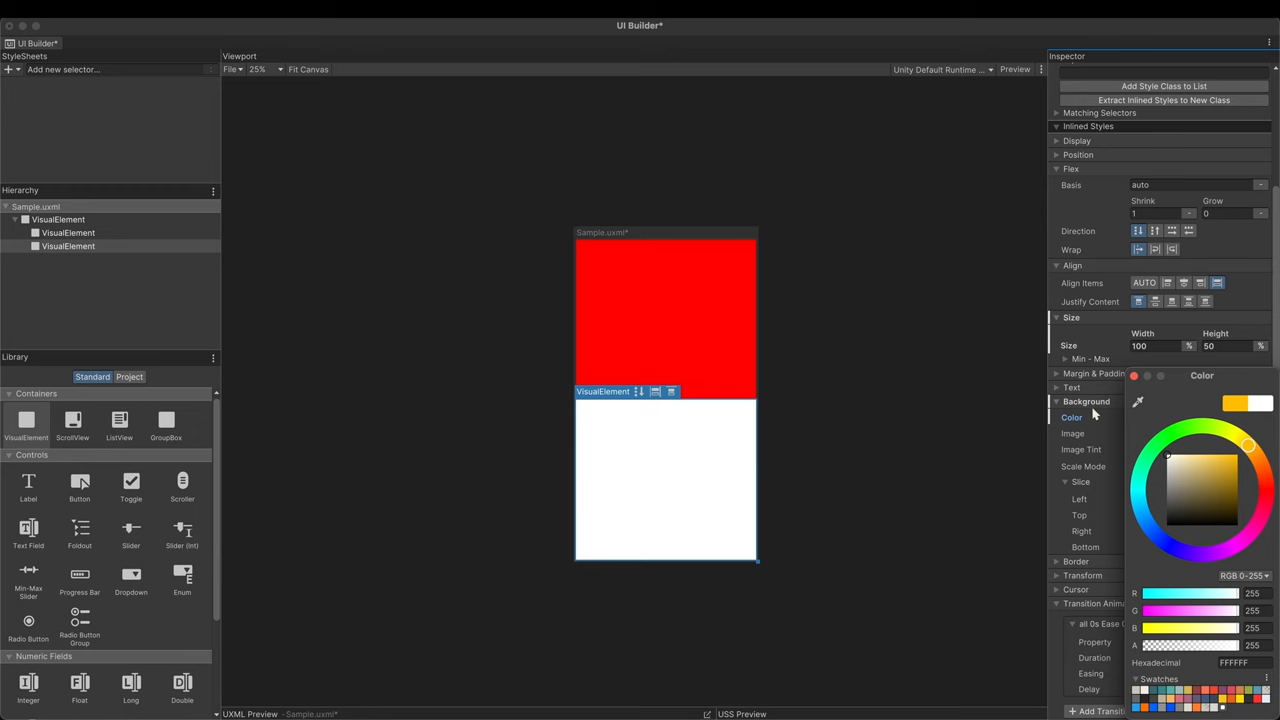 UI Builder*
UI Builder*
StyleSheets
Add new selector...
Viewport
File
25%
Fit Canvas
Unity Default Runtime ...
Preview
Hierarchy
Sample.uxml
VisualElement
VisualElement
VisualElement
Library
Standard
Project
Containers
VisualElement
ScrollView
ListView
GroupBox
Controls
Label
Button
Toggle
Scroller
Text Field
Foldout
Slider
Slider (Int)
Min-Max
Slider
Progress Bar
Dropdown
Enum
Radio Button
Radio Button
Group
Numeric Fields
Integer
Float
Long
Double
Sample.uxml*
VisualElement
UXML Preview
Sample.uxml*
USS Preview
Inspector
Add Style Class to List
Extract Inlined Styles to New Class
Matching Selectors
Inlined Styles
Display
Position
Flex
Basis
auto
Shrink
Grow
1
0
Direction
Wrap
Align
Align Items
AUTO
Justify Content
Size
Width
Height
Size
100
%
50
%
Min - Max
Margin & Paddin
Text
Background
Color
Image
Image Tint
Scale Mode
Slice
Left
Top
Right
Bottom
Border
Transform
Cursor
Transition Anima
all 0s Ease 0
Property
Duration
Easing
Delay
Add Transiti
Color
RGB 0-255
R
255
G
255
B
255
A
255
Hexadecimal
FFFFFF
Swatches